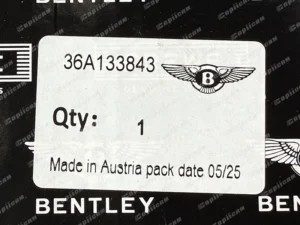 36A133843
B
Qty: 1
Made in Austria pack date 05/25
BENTLEY
BENTLEY